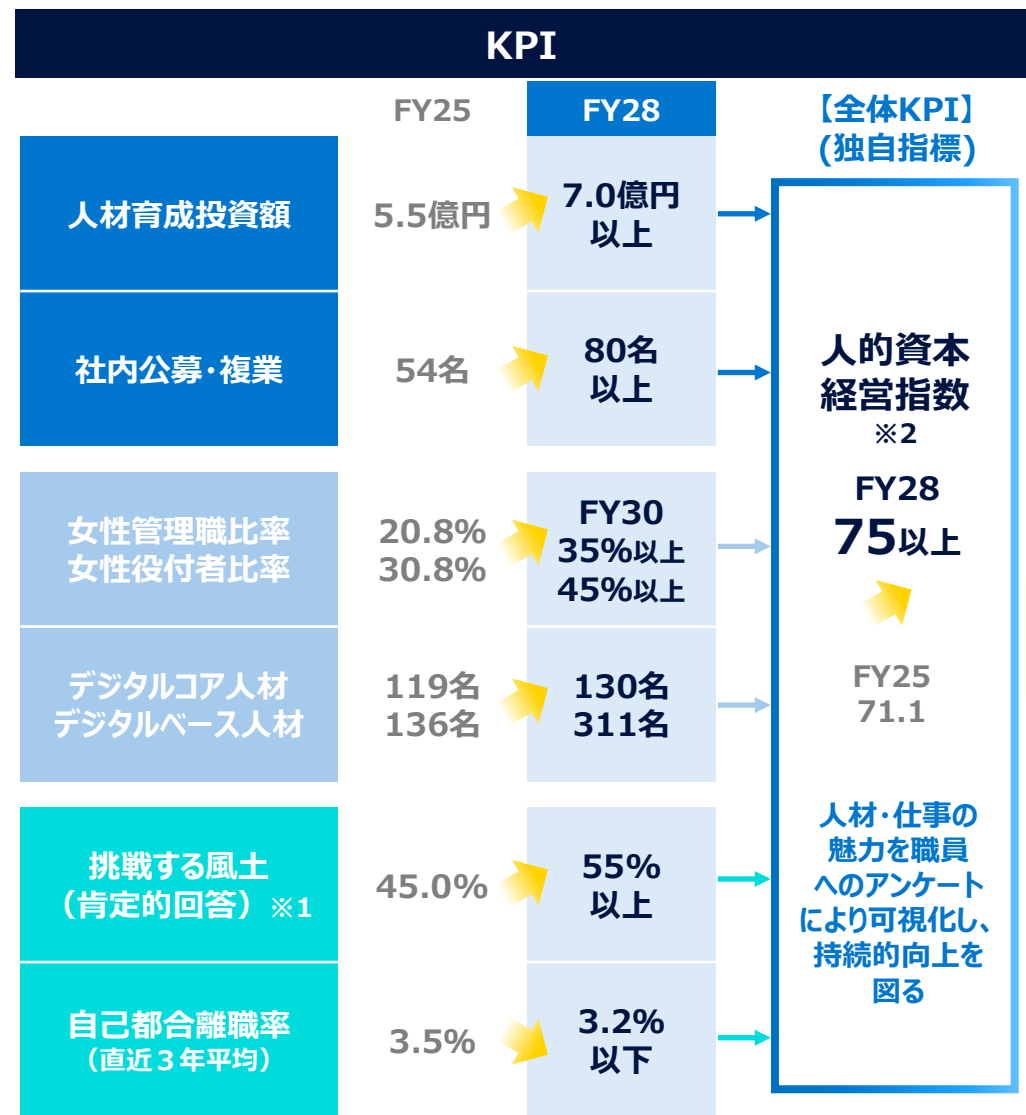 KPI
FY25
FY28
【全体KPI】
(独自指標)
人材育成投資額
5.5億円
7.0億円
以上
社内公募・複業
54名
80名
以上
女性管理職比率
女性役付者比率
20.8%
30.8%
FY30
35%以上
45%以上
デジタルコア人材
デジタルベース人材
119名
136名
130名
311名
挑戦する風土
（肯定的回答）※1
45.0%
55%
以上
自己都合離職率
（直近３年平均）
3.5%
3.2%
以下
人的資本
経営指数
※2
FY28
75以上
FY25
71.1
人材・仕事の
魅力を職員
へのアンケート
により可視化し、
持続的向上を
図る